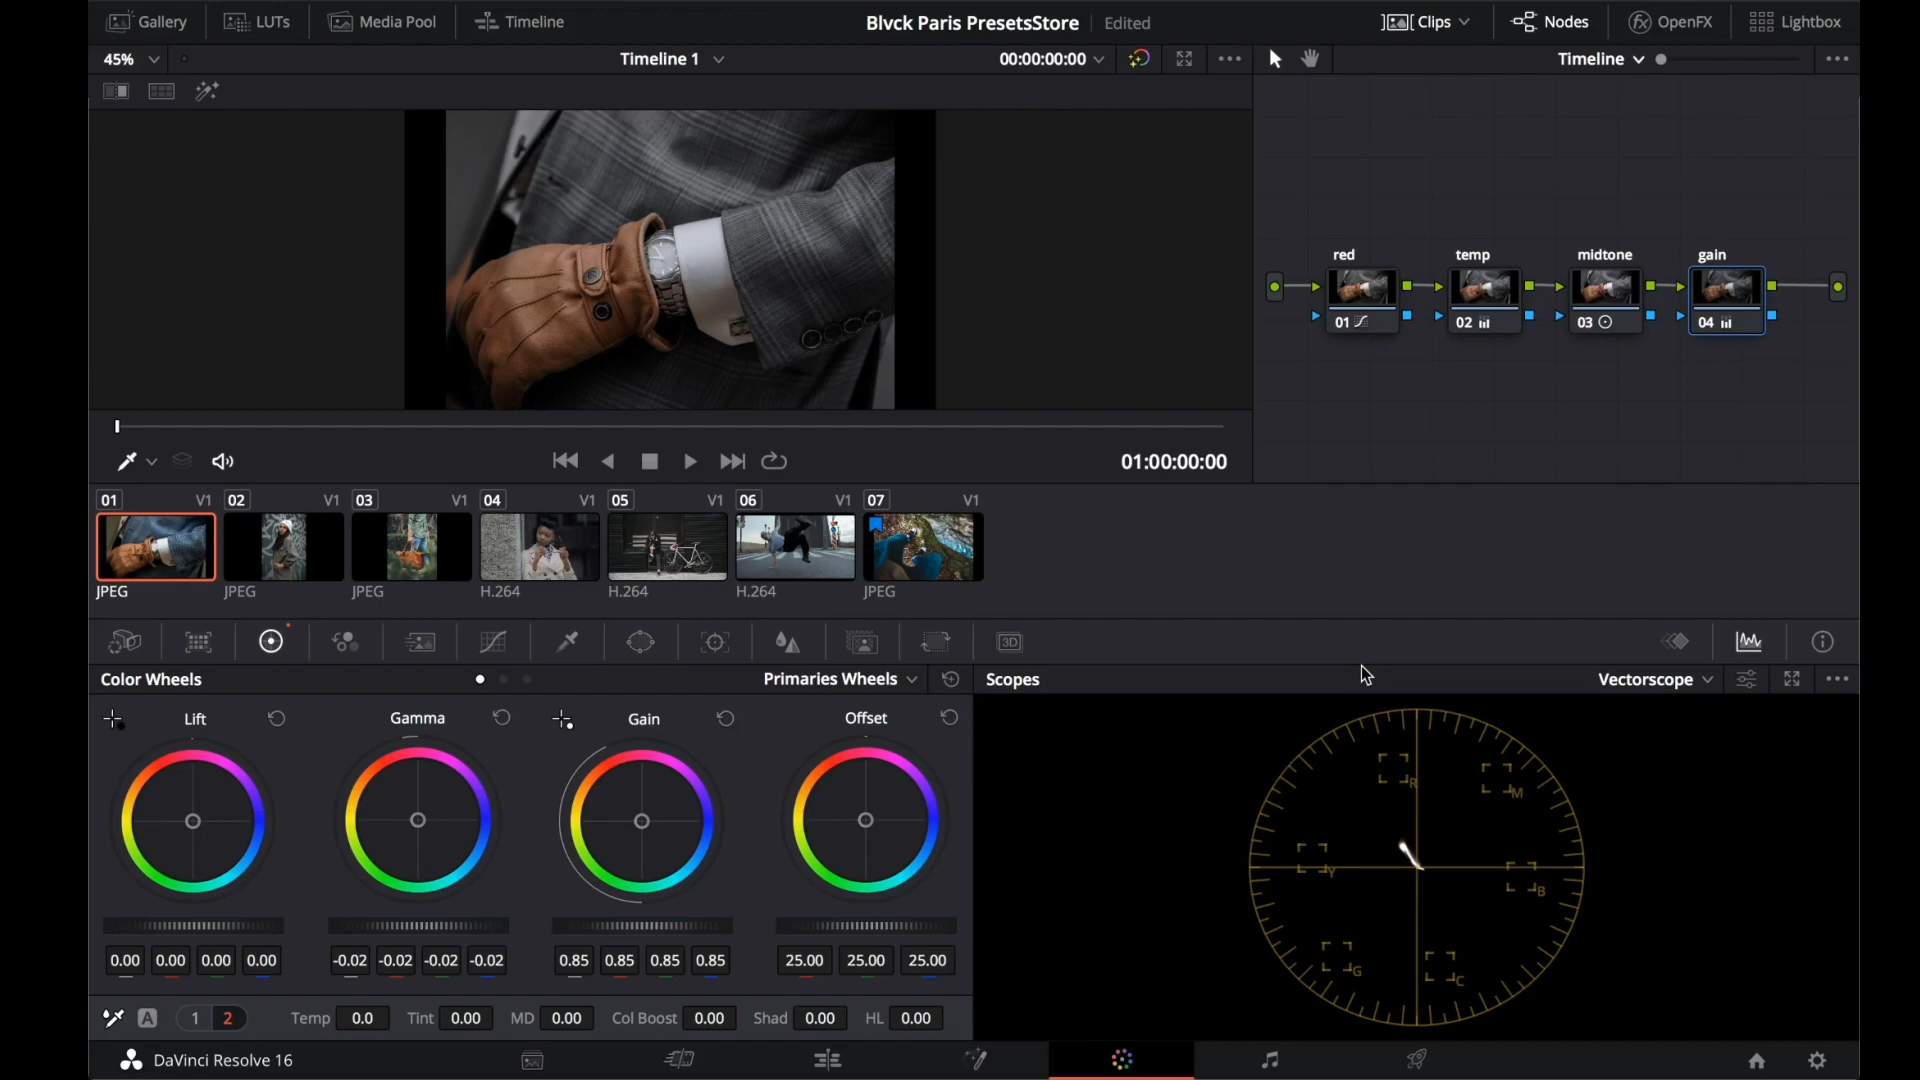 Gallery LUTs Media Pool Timeline Blvck Paris PresetsStore Edited Clips Nodes OpenFX Lightbox
45% Timeline 1 00:00:00:00 Timeline
red temp midtone gain
01 02 03 04
01:00:00:00
01 V1 02 V1 03 V1 04 V1 05 V1 06 V1 07 V1
JPEG JPEG JPEG H.264 H.264 H.264 JPEG
3D
Color Wheels Primaries Wheels Scopes Vectorscope
Lift Gamma Gain Offset
R M
Y B
G C
0.00 0.00 0.00 0.00 -0.02 -0.02 -0.02 -0.02 0.85 0.85 0.85 0.85 25.00 25.00 25.00
A 1 2 Temp 0.0 Tint 0.00 MD 0.00 Col Boost 0.00 Shad 0.00 HL 0.00
DaVinci Resolve 16